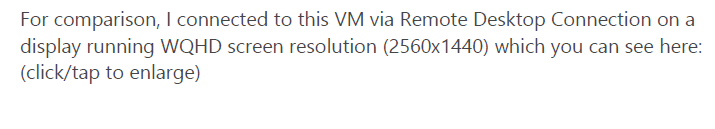 For comparison, I connected to this VM via Remote Desktop Connection on a
display running WQHD screen resolution (2560x1440) which you can see here:
(click/tap to enlarge)